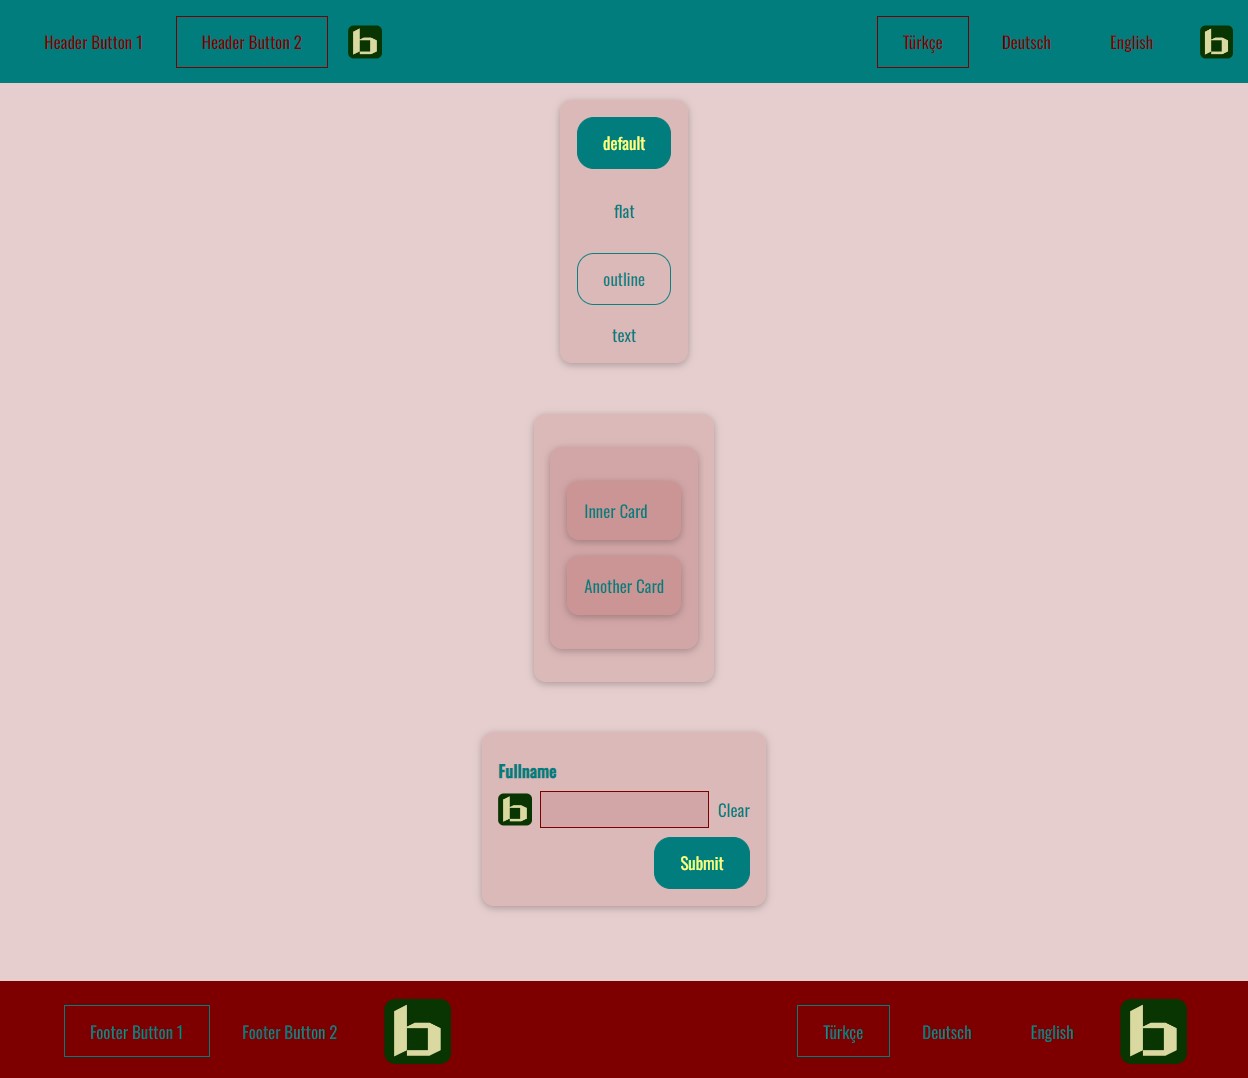 Header Button 1 Header Button 2 Türkçe Deutsch English
default
flat
outline
text
Inner Card
Another Card
Fullname
Clear
Submit
Footer Button 1 Footer Button 2 Türkçe Deutsch English